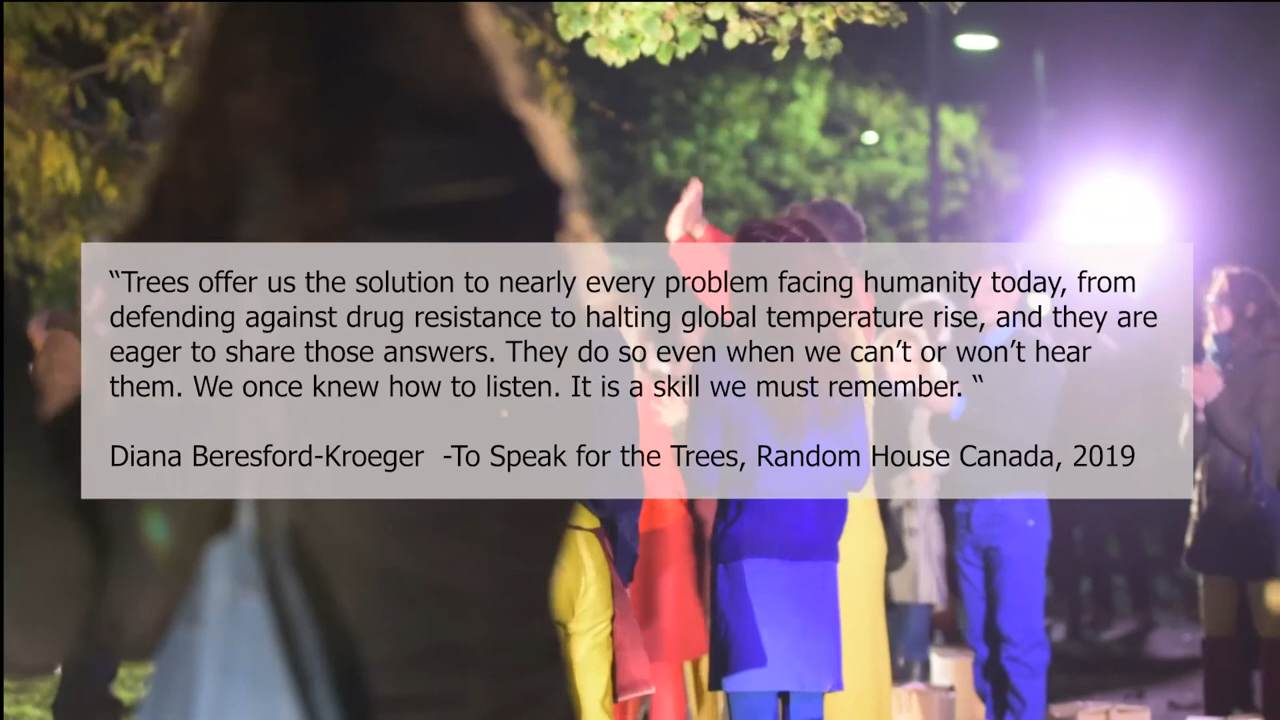 “Trees offer us the solution to nearly every problem facing humanity today, from
defending against drug resistance to halting global temperature rise, and they are
eager to share those answers. They do so even when we can’t or won’t hear
them. We once knew how to listen. It is a skill we must remember. “
Diana Beresford-Kroeger  -To Speak for the Trees, Random House Canada, 2019